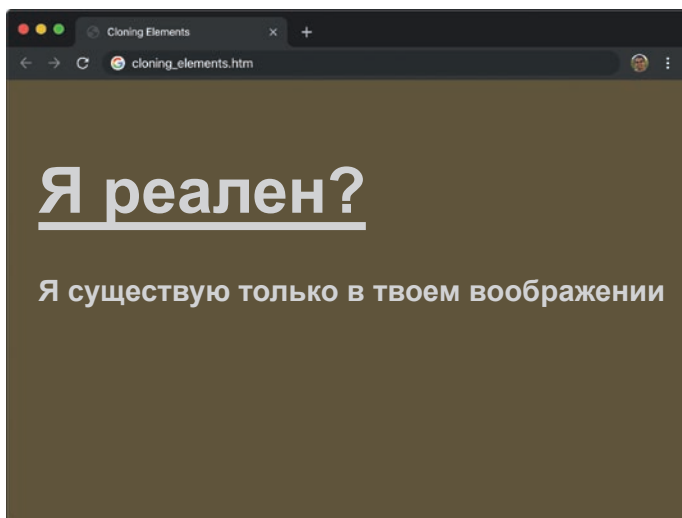 Cloning Elements
cloning_elements.htm
Я реален?
Я существую только в твоем воображении